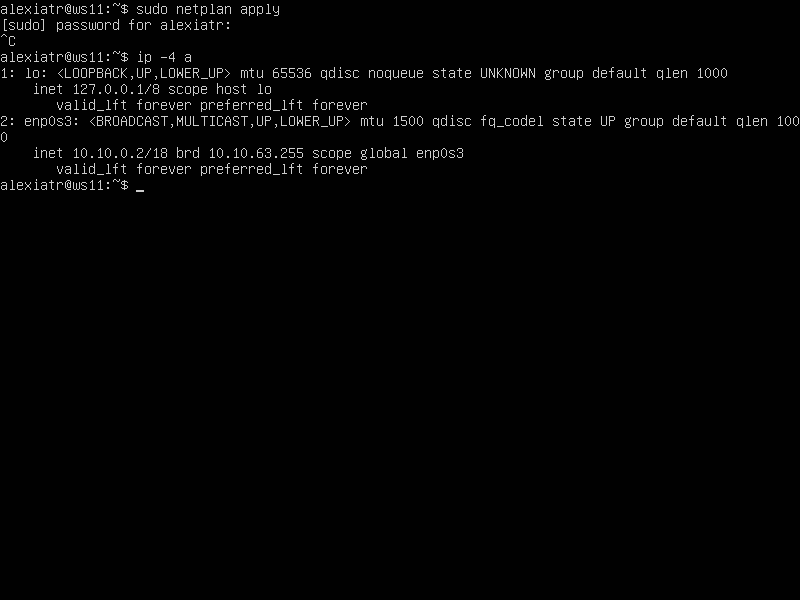 alexiatr@ws11:~$ sudo netplan apply
[sudo] password for alexiatr:
^C
alexiatr@ws11:~$ ip -4 a
1: lo: <LOOPBACK,UP,LOWER_UP> mtu 65536 qdisc noqueue state UNKNOWN group default qlen 1000
    inet 127.0.0.1/8 scope host lo
       valid_lft forever preferred_lft forever
2: enp0s3: <BROADCAST,MULTICAST,UP,LOWER_UP> mtu 1500 qdisc fq_codel state UP group default qlen 100
0
    inet 10.10.0.2/18 brd 10.10.63.255 scope global enp0s3
       valid_lft forever preferred_lft forever
alexiatr@ws11:~$ _